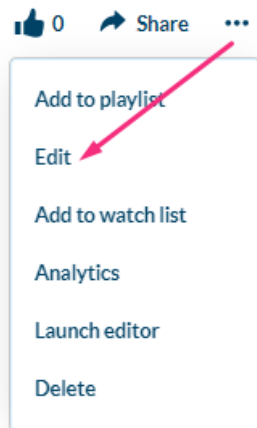 0 Share •••
Add to playlist
Edit
Add to watch list
Analytics
Launch editor
Delete